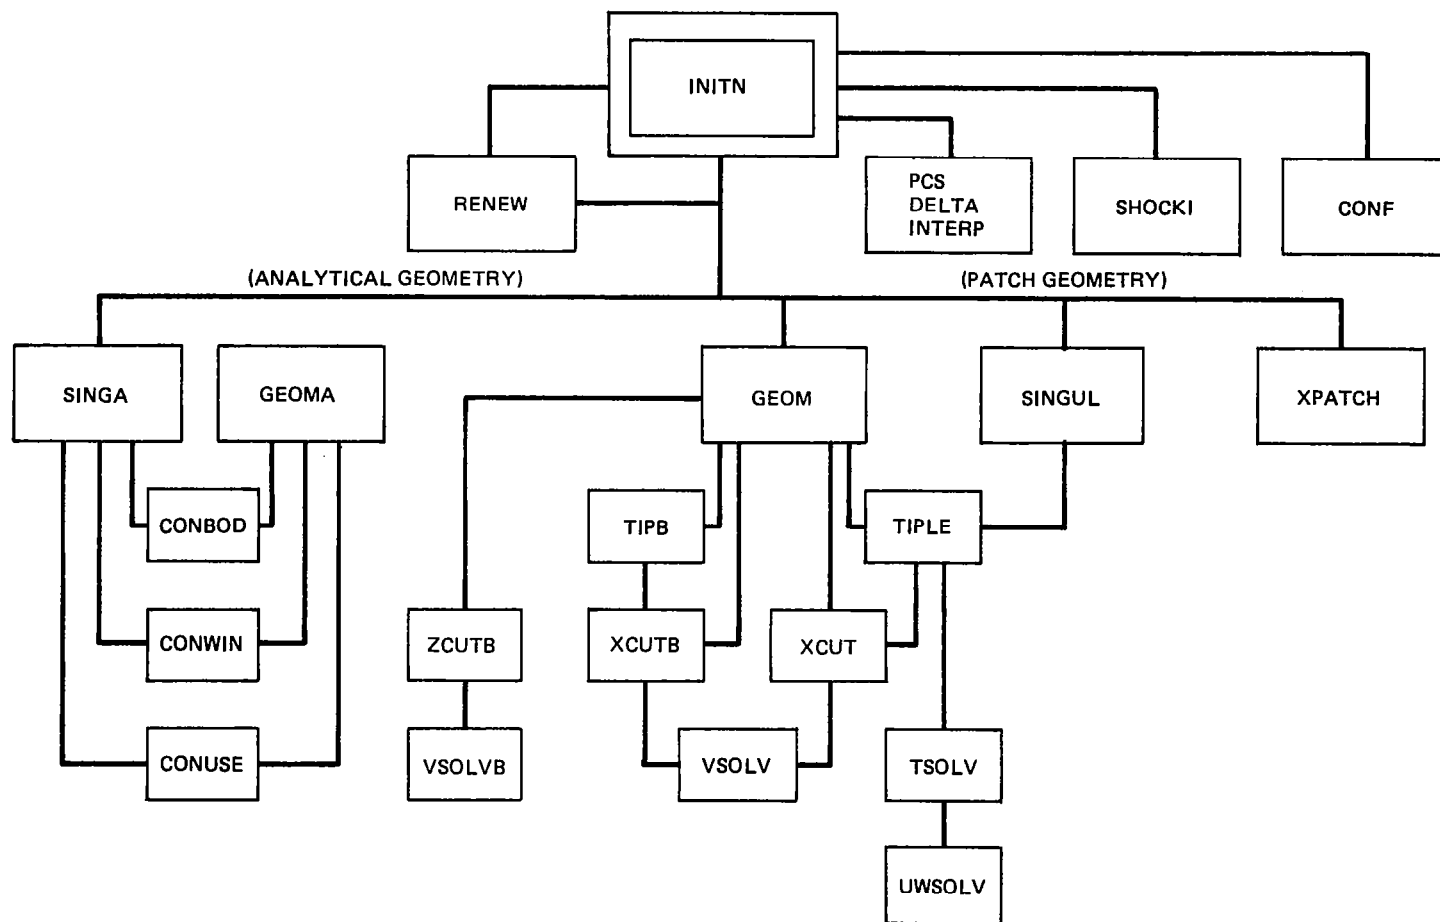 INITN
RENEW
PCS
DELTA
INTERP
SHOCKI
CONF
(ANALYTICAL GEOMETRY)
(PATCH GEOMETRY)
SINGA
GEOMA
GEOM
SINGUL
XPATCH
CONBOD
TIPB
TIPLE
CONWIN
ZCUTB
XCUTB
XCUT
CONUSE
VSOLVB
VSOLV
TSOLV
UWSOLV